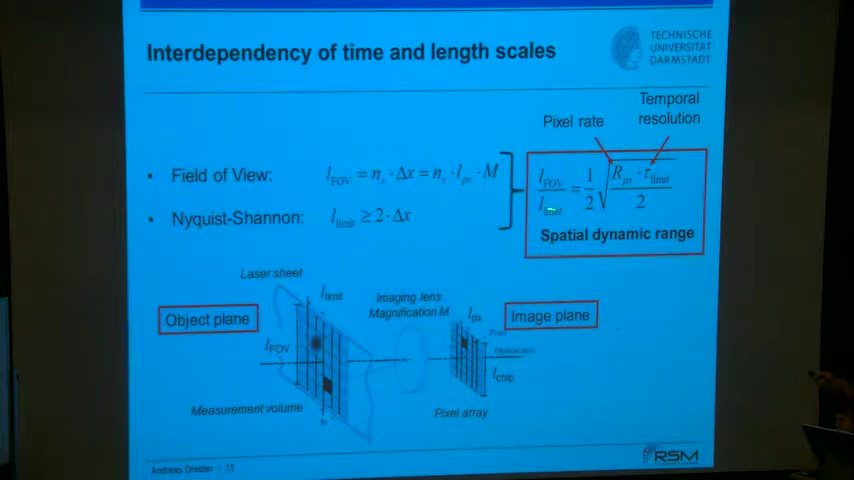 Interdependency of time and length scales
TECHNISCHE
UNIVERSITÄT
DARMSTADT
Temporal
resolution
Pixel rate
• Field of View: l_FOV = n_x · Δx = n_x · l_px · M
• Nyquist-Shannon: l_limit ≥ 2 · Δx
l_FOV / l_limit = 1/2 √(R_px · τ_limit / 2)
Spatial dynamic range
Laser sheet
l_limit
Imaging lens
Magnification M
l_px
Object plane
Image plane
l_FOV
l_chip
Measurement volume
Pixel array
Andreas Dreizler | 15
RSM